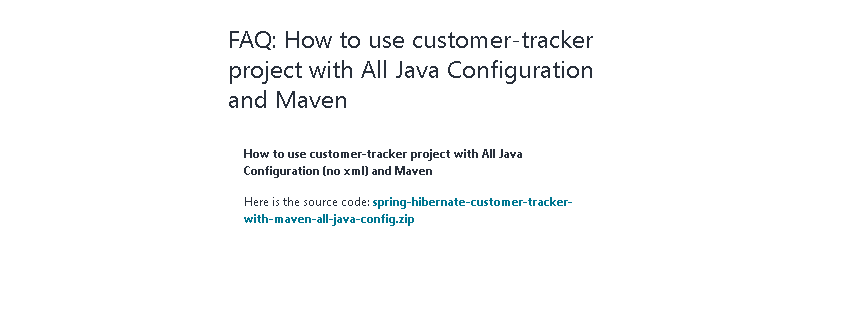 FAQ: How to use customer-tracker
project with All Java Configuration
and Maven
How to use customer-tracker project with All Java
Configuration (no xml) and Maven
Here is the source code: spring-hibernate-customer-tracker-
with-maven-all-java-config.zip